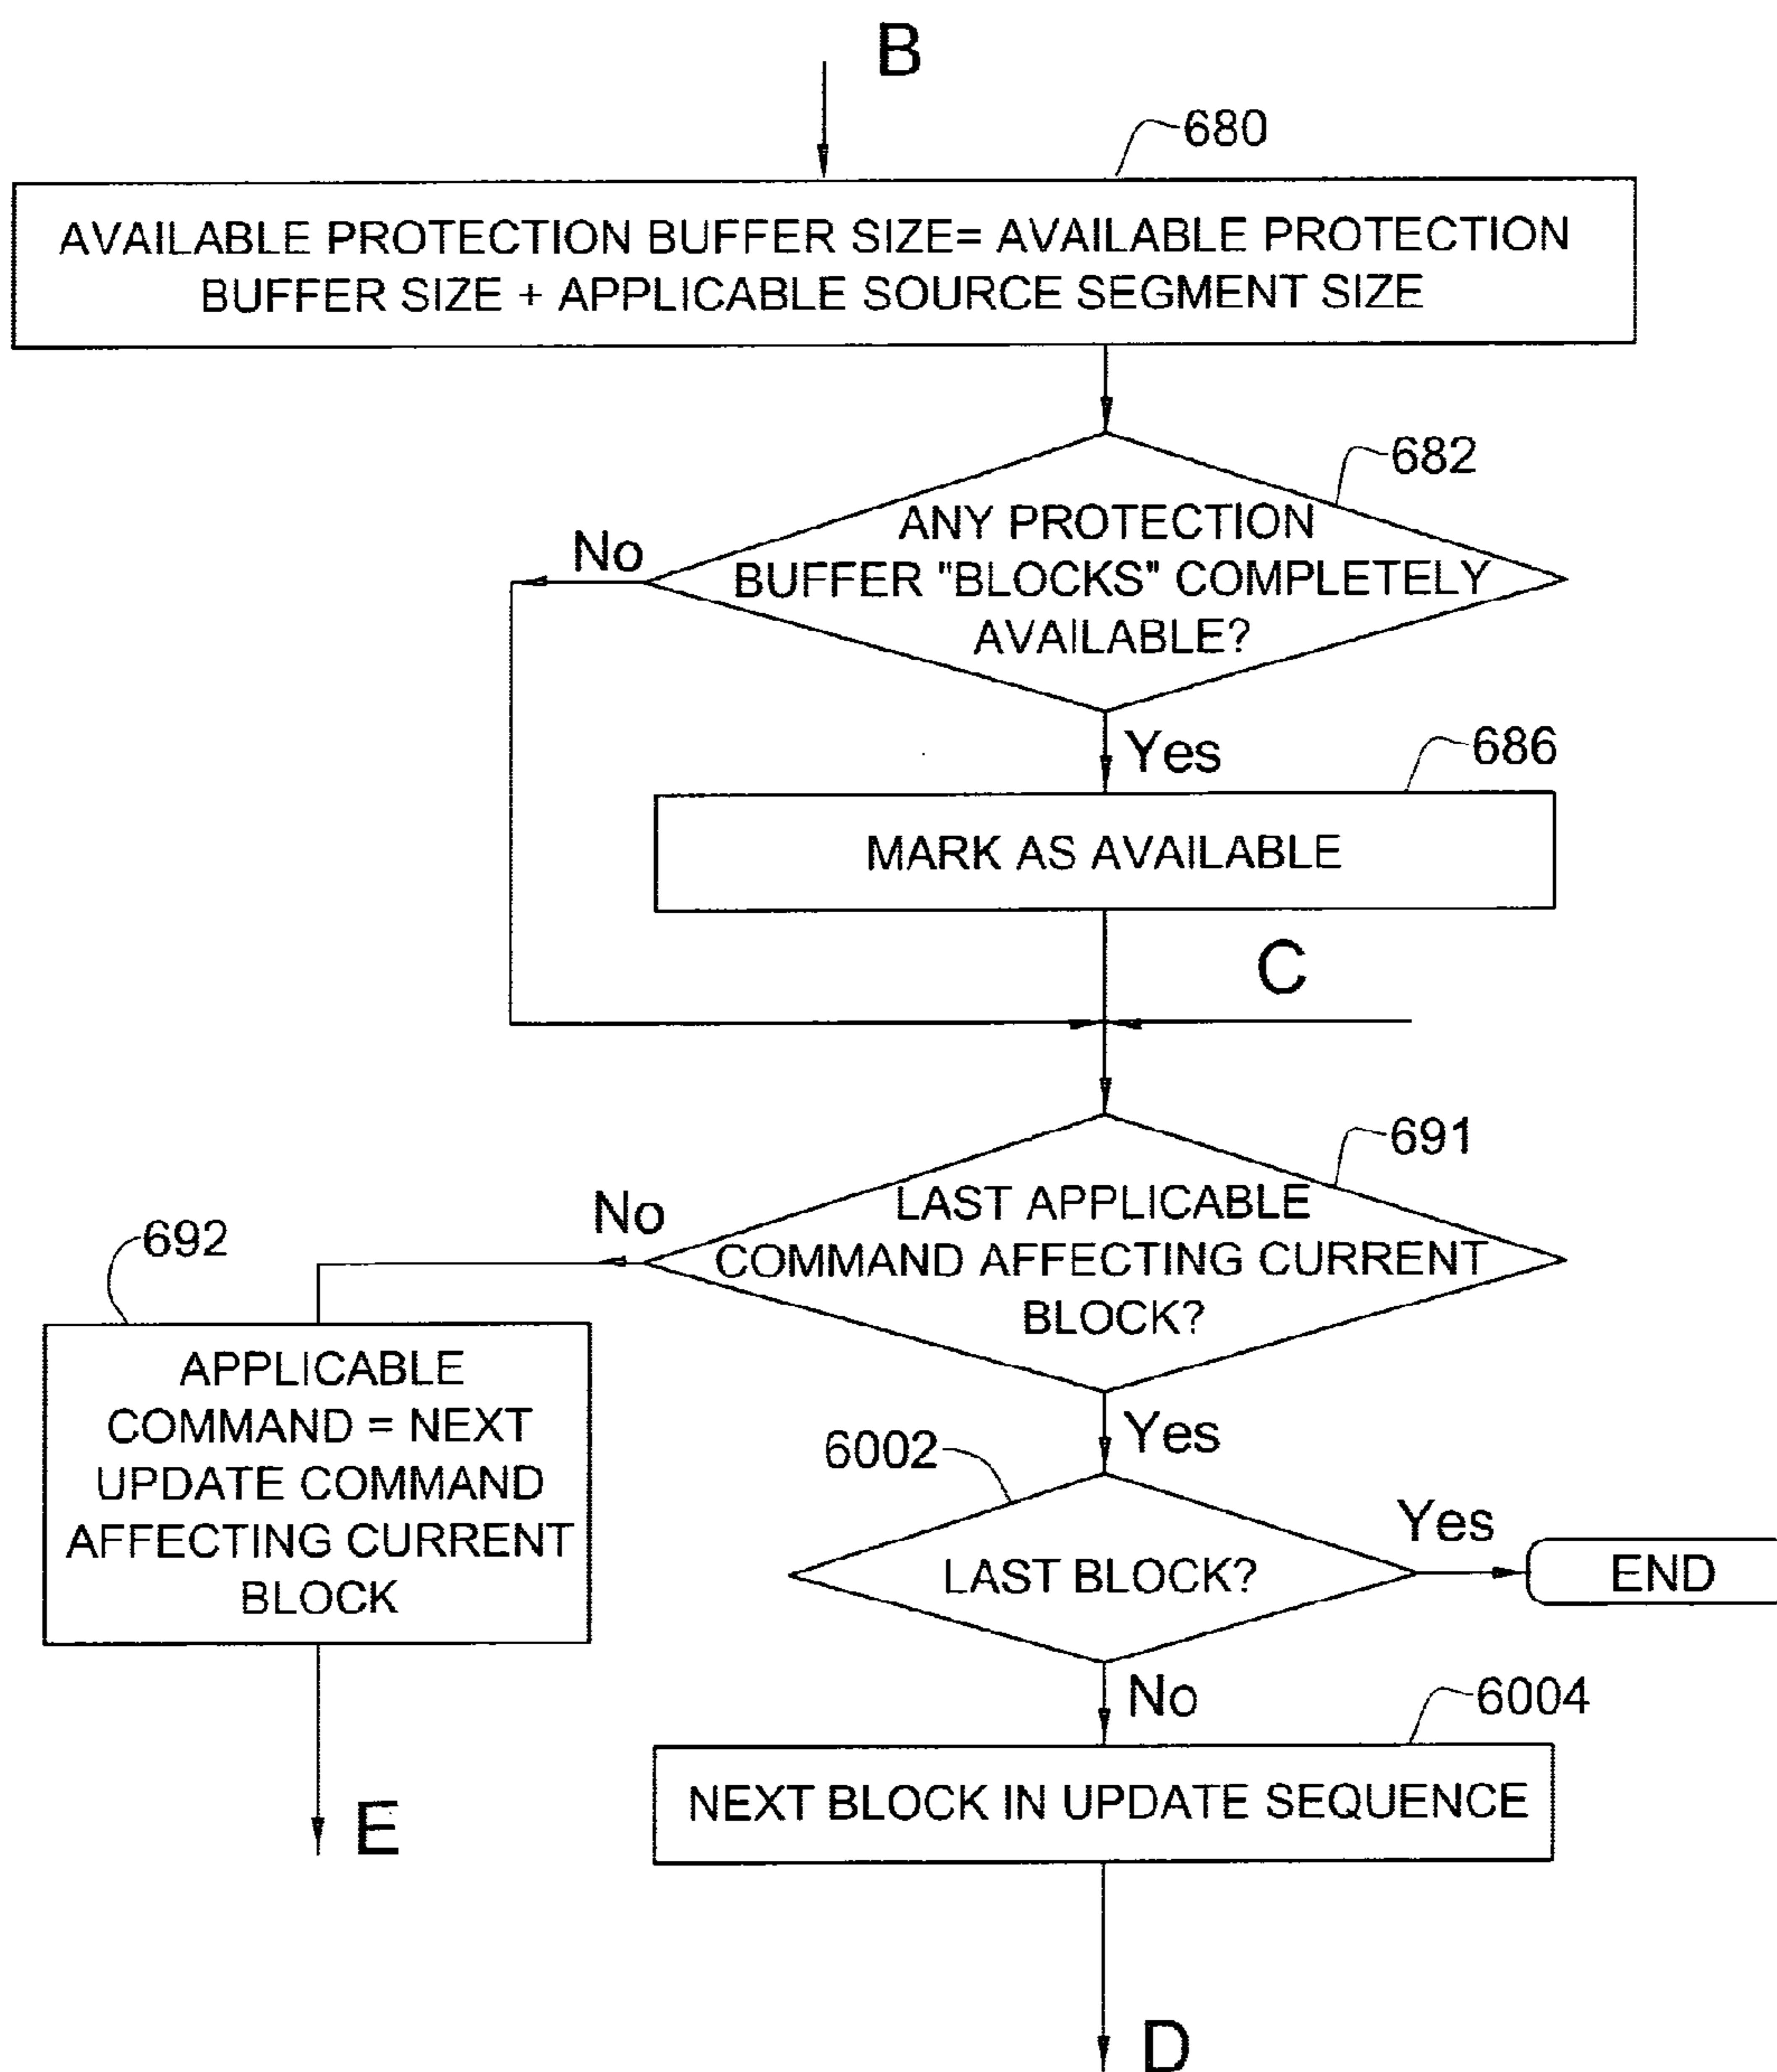 B
680
AVAILABLE PROTECTION BUFFER SIZE= AVAILABLE PROTECTION
BUFFER SIZE + APPLICABLE SOURCE SEGMENT SIZE
682
ANY PROTECTION
BUFFER "BLOCKS" COMPLETELY
AVAILABLE?
No
Yes
686
MARK AS AVAILABLE
C
691
LAST APPLICABLE
COMMAND AFFECTING CURRENT
BLOCK?
No
692
APPLICABLE
COMMAND = NEXT
UPDATE COMMAND
AFFECTING CURRENT
BLOCK
E
Yes
6002
LAST BLOCK?
Yes
END
No
6004
NEXT BLOCK IN UPDATE SEQUENCE
D